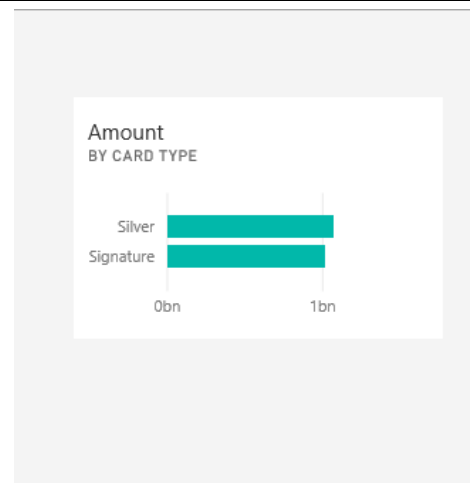 Amount
BY CARD TYPE
Silver
Signature
0bn 1bn